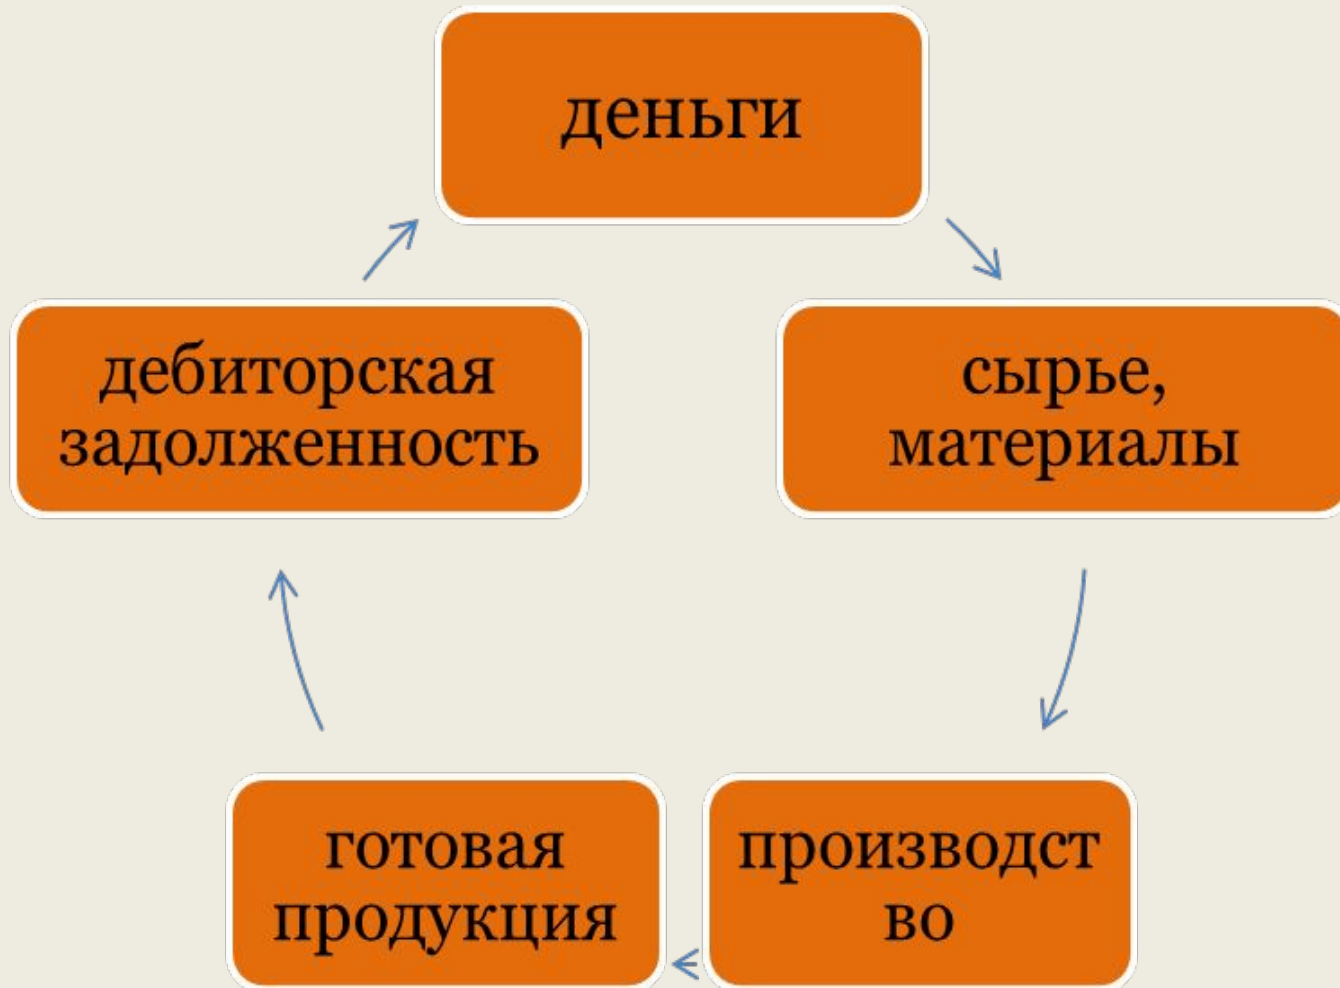 деньги
сырье,
материалы
производст
во
готовая
продукция
дебиторская
задолженность